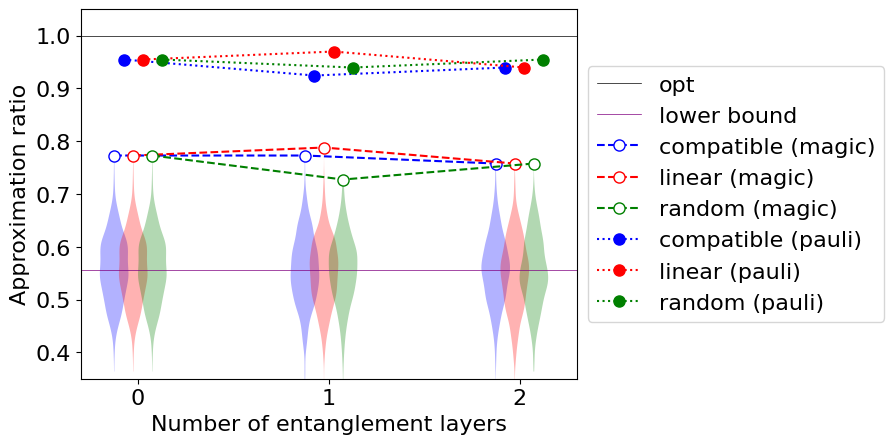 Approximation ratio
1.0
0.9
0.8
0.7
0.6
0.5
0.4
0
1
2
Number of entanglement layers
opt
lower bound
compatible (magic)
linear (magic)
random (magic)
compatible (pauli)
linear (pauli)
random (pauli)